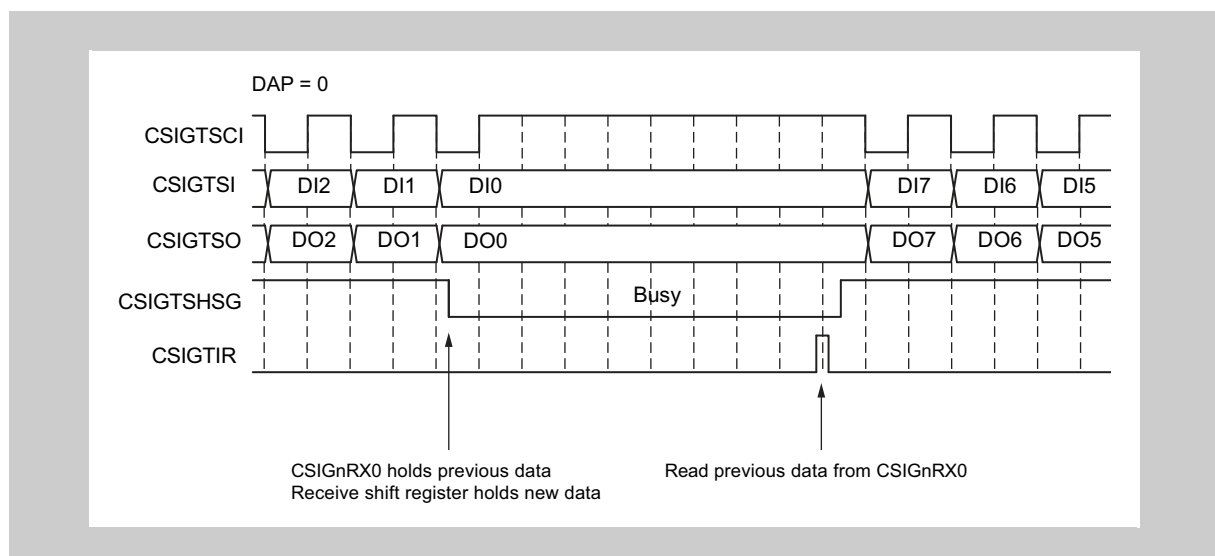 DAP = 0
CSIGTSCI
CSIGTSI DI2 DI1 DI0 DI7 DI6 DI5
CSIGTSO DO2 DO1 DO0 DO7 DO6 DO5
CSIGTSHSG Busy
CSIGTIR
CSIGnRX0 holds previous data Read previous data from CSIGnRX0
Receive shift register holds new data